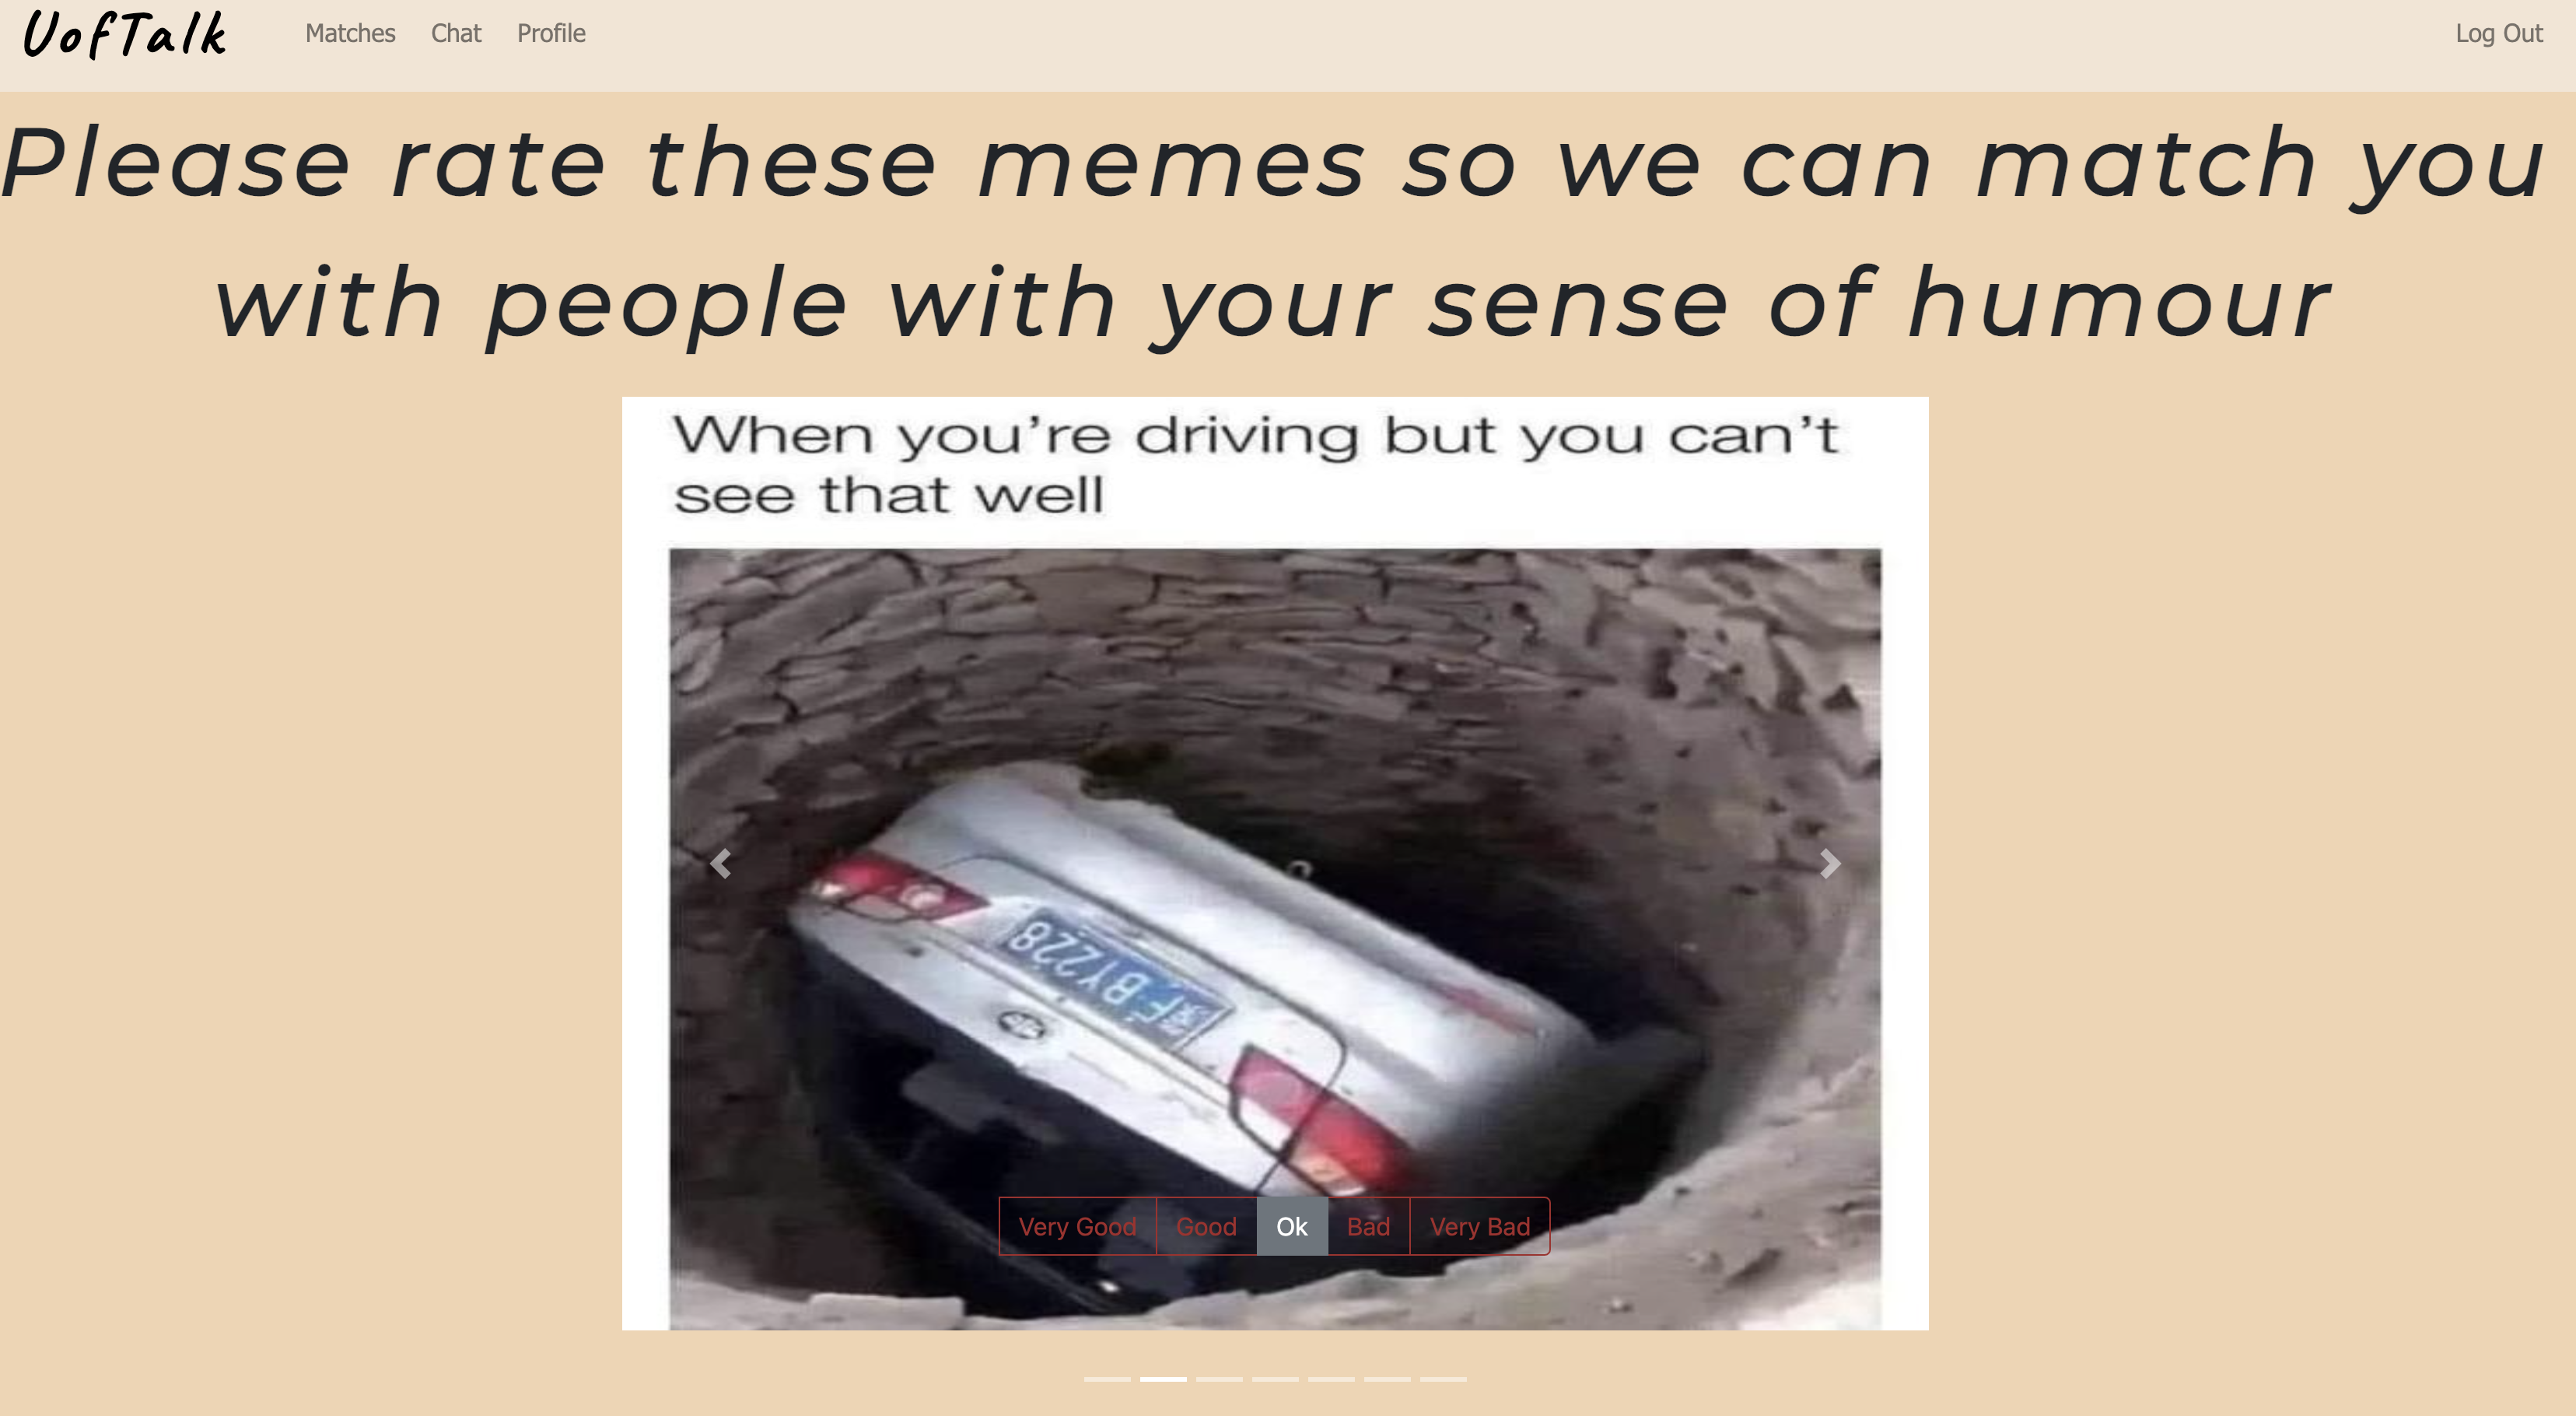 UofTalk Matches Chat Profile Log Out
Please rate these memes so we can match you
with people with your sense of humour
When you're driving but you can't
see that well
F BY228
Very Good Good Ok Bad Very Bad